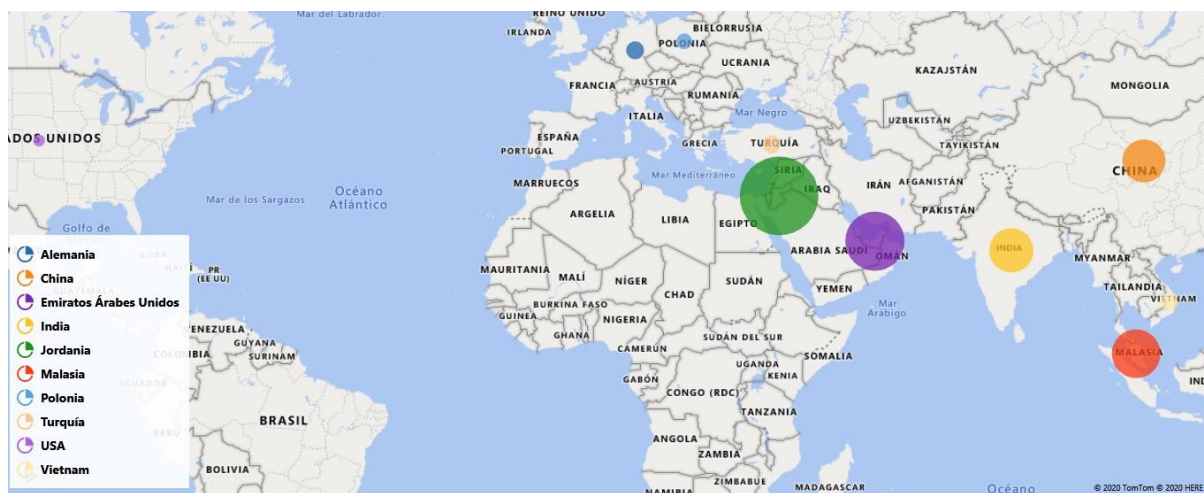 Mar del Labrador
REINO UNIDO
IRLANDA
BIELORRUSIA
POLONIA
UCRANIA
KAZAJSTÁN
MONGOLIA
FRANCIA
AUSTRIA
RUMANIA
ITALIA
Mar Negro
UZBEKISTÁN
ESPAÑA
PORTUGAL
GRECIA
TURQUÍA
TAYIKISTÁN
ADOS UNIDOS
CHINA
Mar Mediterráneo
SIRIA
IRAQ
IRÁN
AFGANISTÁN
MARRUECOS
Océano
Atlántico
Mar de los Sargazos
ARGELIA
LIBIA
EGIPTO
PAKISTÁN
Golfo de
ARABIA SAUDÍ
OMÁN
INDIA
MYANMAR
CUBA
HAITÍ
PR
(EE UU)
MAURITANIA
MALÍ
NÍGER
CHAD
SUDÁN
YEMEN
TAILANDIA
VIETNAM
Mar
Arábigo
GUATEMALA
BURKINA FASO
GUINEA
GHANA
NIGERIA
SUDÁN DEL SUR
SOMALIA
VENEZUELA
GUYANA
SURINAM
COLOMBIA
CAMERÚN
UGANDA
KENIA
MALASIA
GABÓN
CONGO (RDC)
IND
ECUADOR
BRASIL
TANZANIA
PERÚ
ANGOLA
ZAMBIA
BOLIVIA
ZIMBABUE
NAMIBIA
MADAGASCAR
Océano
Alemania
China
Emiratos Árabes Unidos
India
Jordania
Malasia
Polonia
Turquía
USA
Vietnam
© 2020 TomTom © 2020 HERE